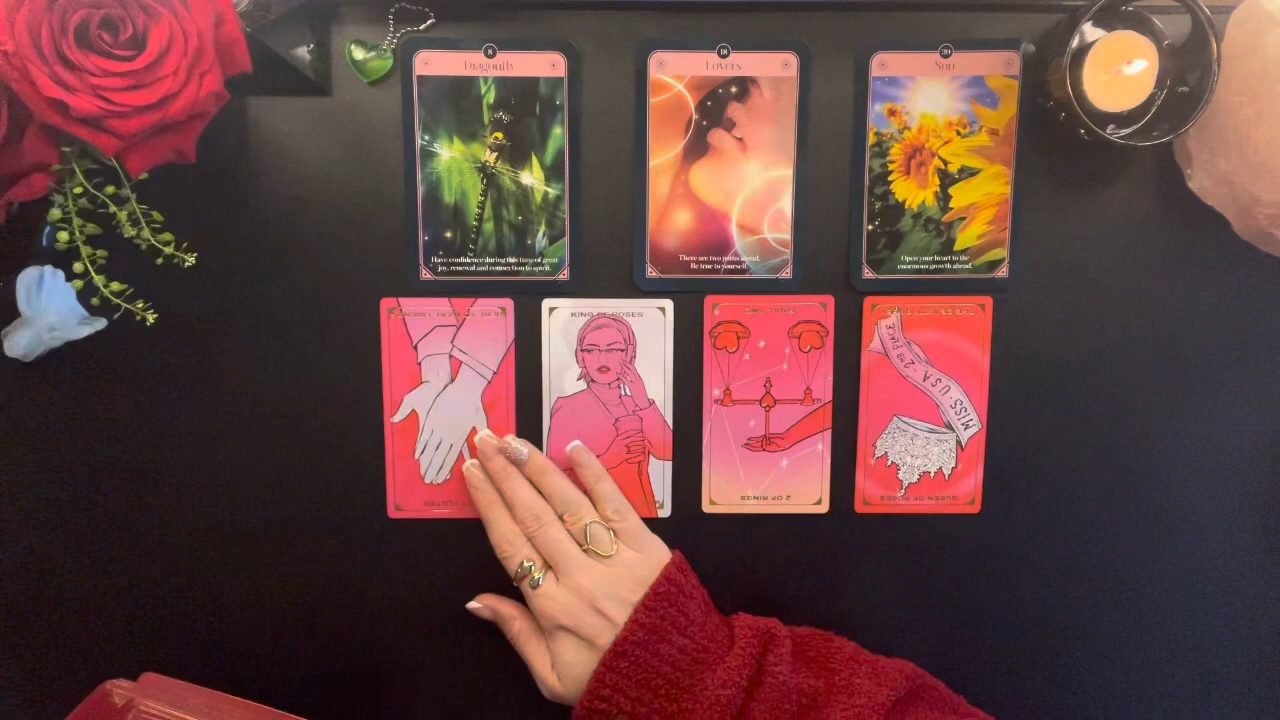 8
Dragonfly
Have confidence during this time of great
joy, renewal and connection to spirit.
18
Lovers
There are two paths ahead.
Be true to yourself.
30
Sun
Open your heart to the
enormous growth ahead.
KING OF ROSES
2 OF RINGS
MISS · U.S.A · 2ND PLACE
QUEEN OF ROSES